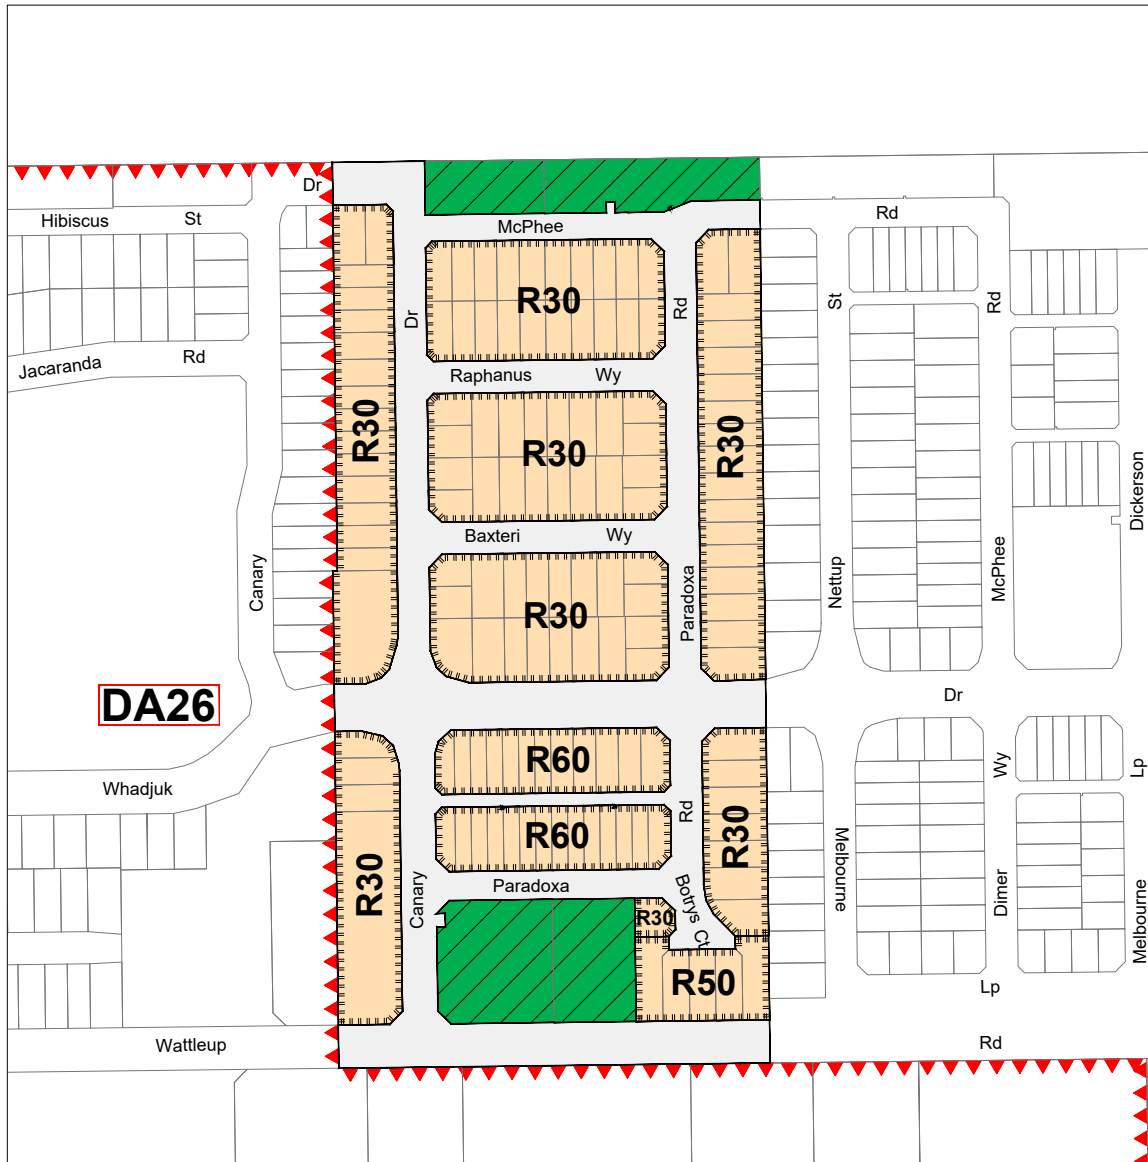 Dr
Hibiscus St
McPhee
Rd
R30
Dr
Rd
St
Rd
Jacaranda Rd
Raphanus Wy
R30
R30
R30
Dickerson
Baxteri Wy
Canary
Nettup
McPhee
Paradoxa
R30
DA26
Dr
R60
Wy
Lp
Whadjuk
Rd
R60
R30
Melbourne
R30
Canary
Paradoxa
Botrys Ct
Dimer
Melbourne
R30
R50
Lp
Wattleup
Rd